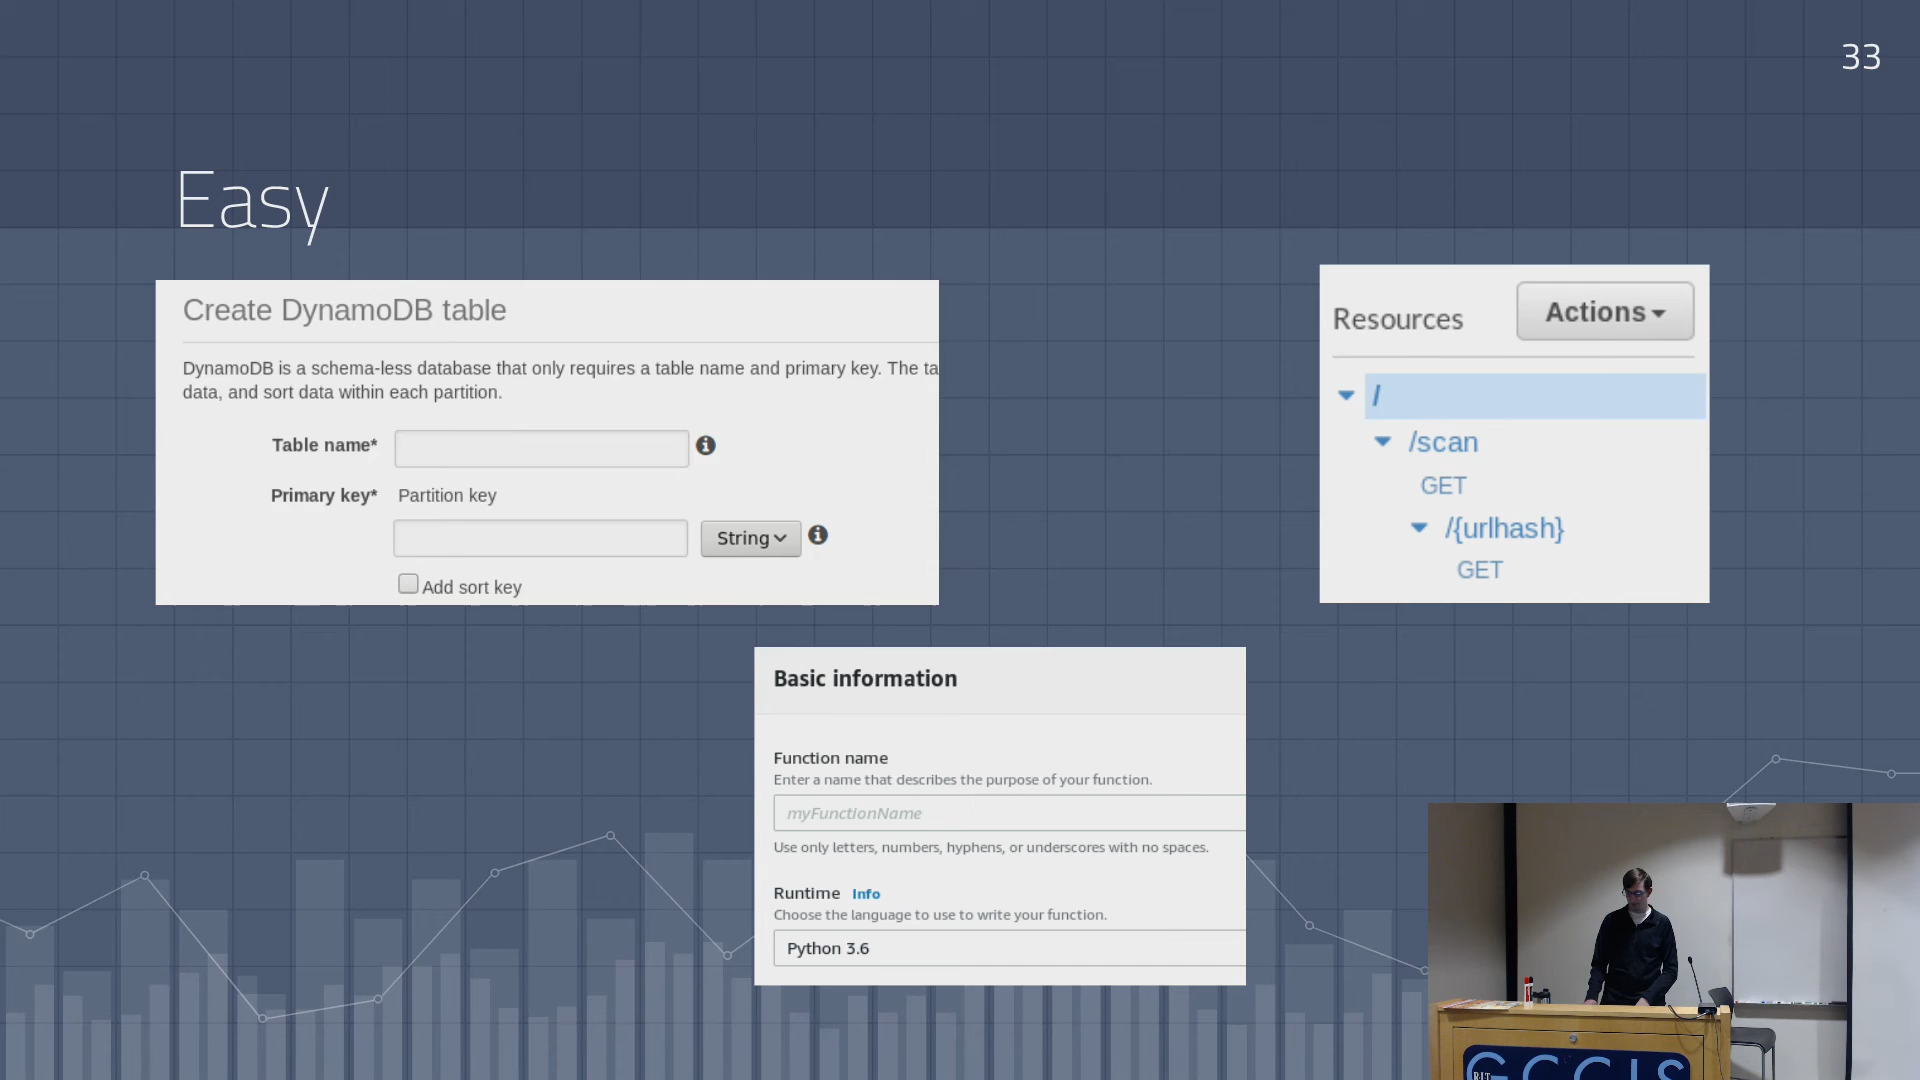 33
Easy
Create DynamoDB table
DynamoDB is a schema-less database that only requires a table name and primary key. The ta
data, and sort data within each partition.
Table name*
Primary key* Partition key
String
Add sort key
Resources Actions
/
/scan
GET
/{urlhash}
GET
Basic information
Function name
Enter a name that describes the purpose of your function.
myFunctionName
Use only letters, numbers, hyphens, or underscores with no spaces.
Runtime Info
Choose the language to use to write your function.
Python 3.6
RIT
GCCIS